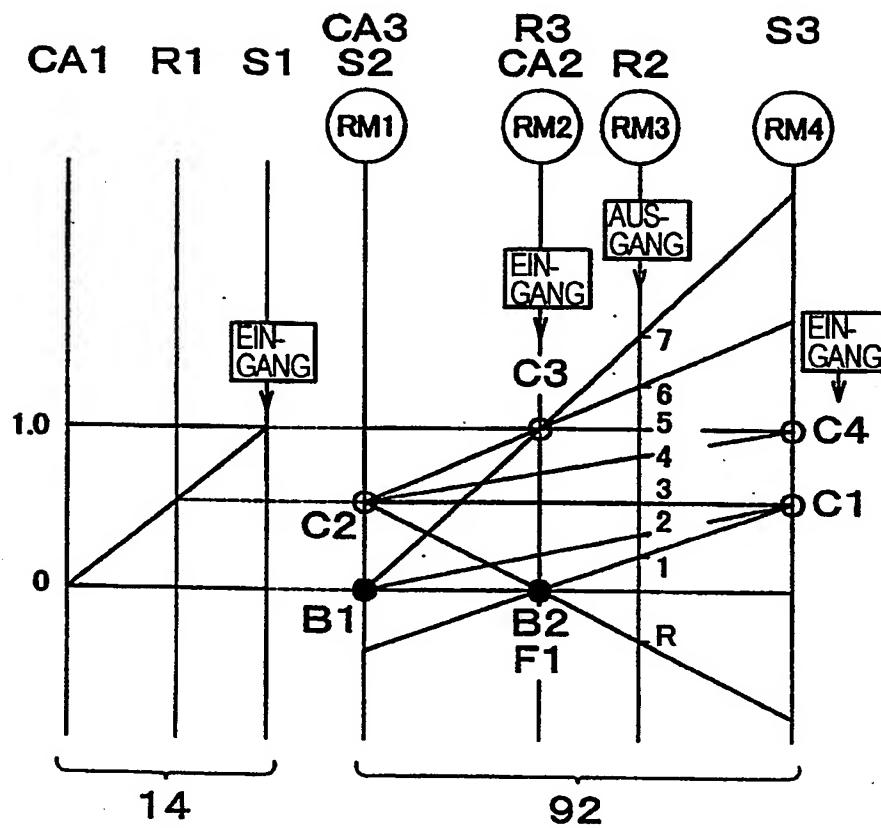 CA3 R3 S3
CA1 R1 S1 S2 CA2 R2
RM1 RM2 RM3 RM4
AUS-
GANG
EIN-
GANG
EIN-
GANG
EIN-
GANG
7
C3
6
1.0 5 C4
4
3 C1
C2 2
0 1
B1 B2 R
F1
14 92